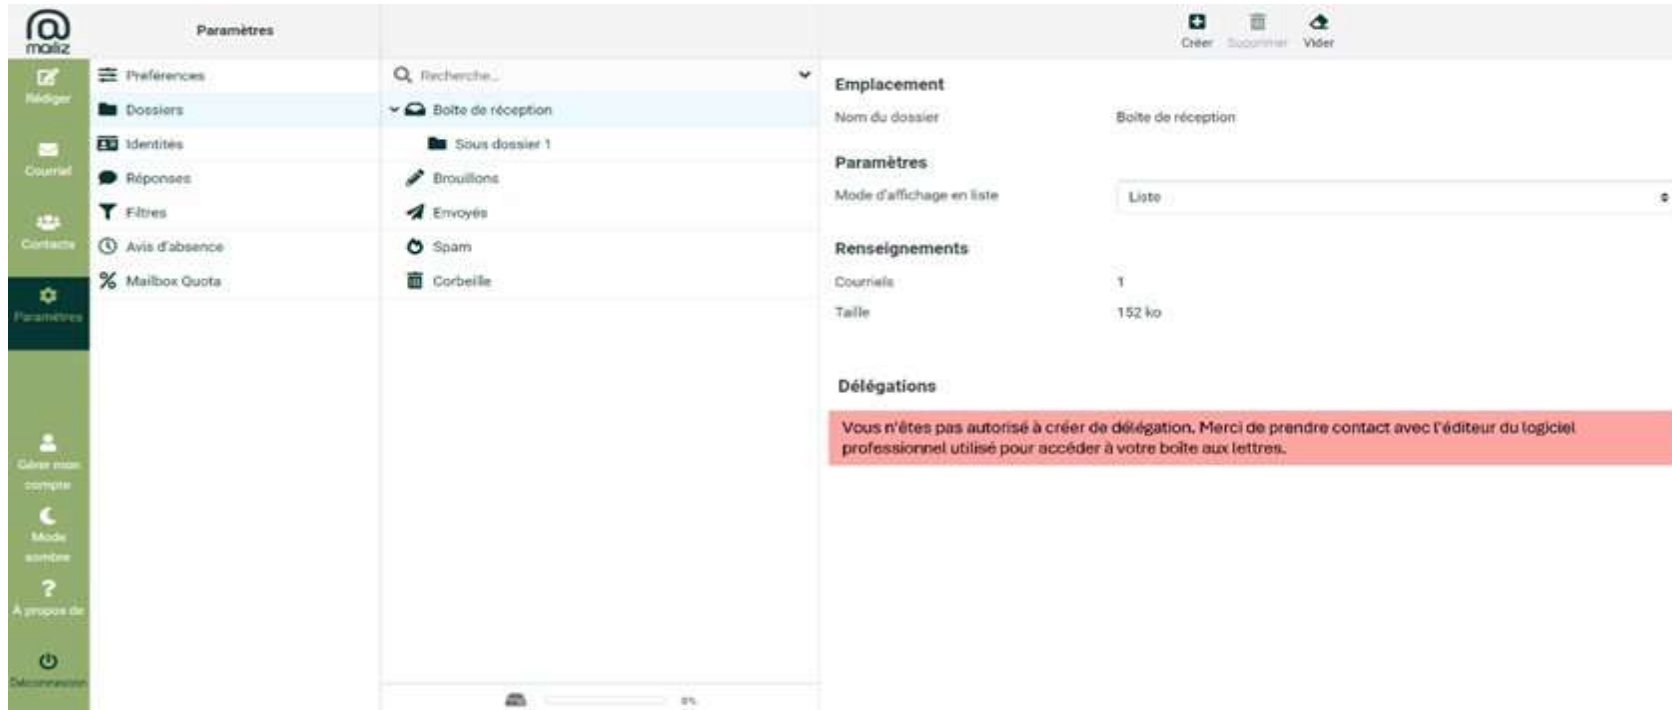 @
mailiz
Paramètres
Créer
Supprimer
Vider
Rédiger
Courriel
Contacts
Paramètres
Gérer mon
compte
Mode
sombre
À propos de
Déconnexion
Préférences
Dossiers
Identités
Réponses
Filtres
Avis d'absence
Mailbox Quota
Recherche...
Boîte de réception
Sous dossier 1
Brouillons
Envoyés
Spam
Corbeille
0%
Emplacement
Nom du dossier Boîte de réception
Paramètres
Mode d'affichage en liste Liste
Renseignements
Courriels 1
Taille 152 ko
Délégations
Vous n'êtes pas autorisé à créer de délégation. Merci de prendre contact avec l'éditeur du logiciel
professionnel utilisé pour accéder à votre boîte aux lettres.